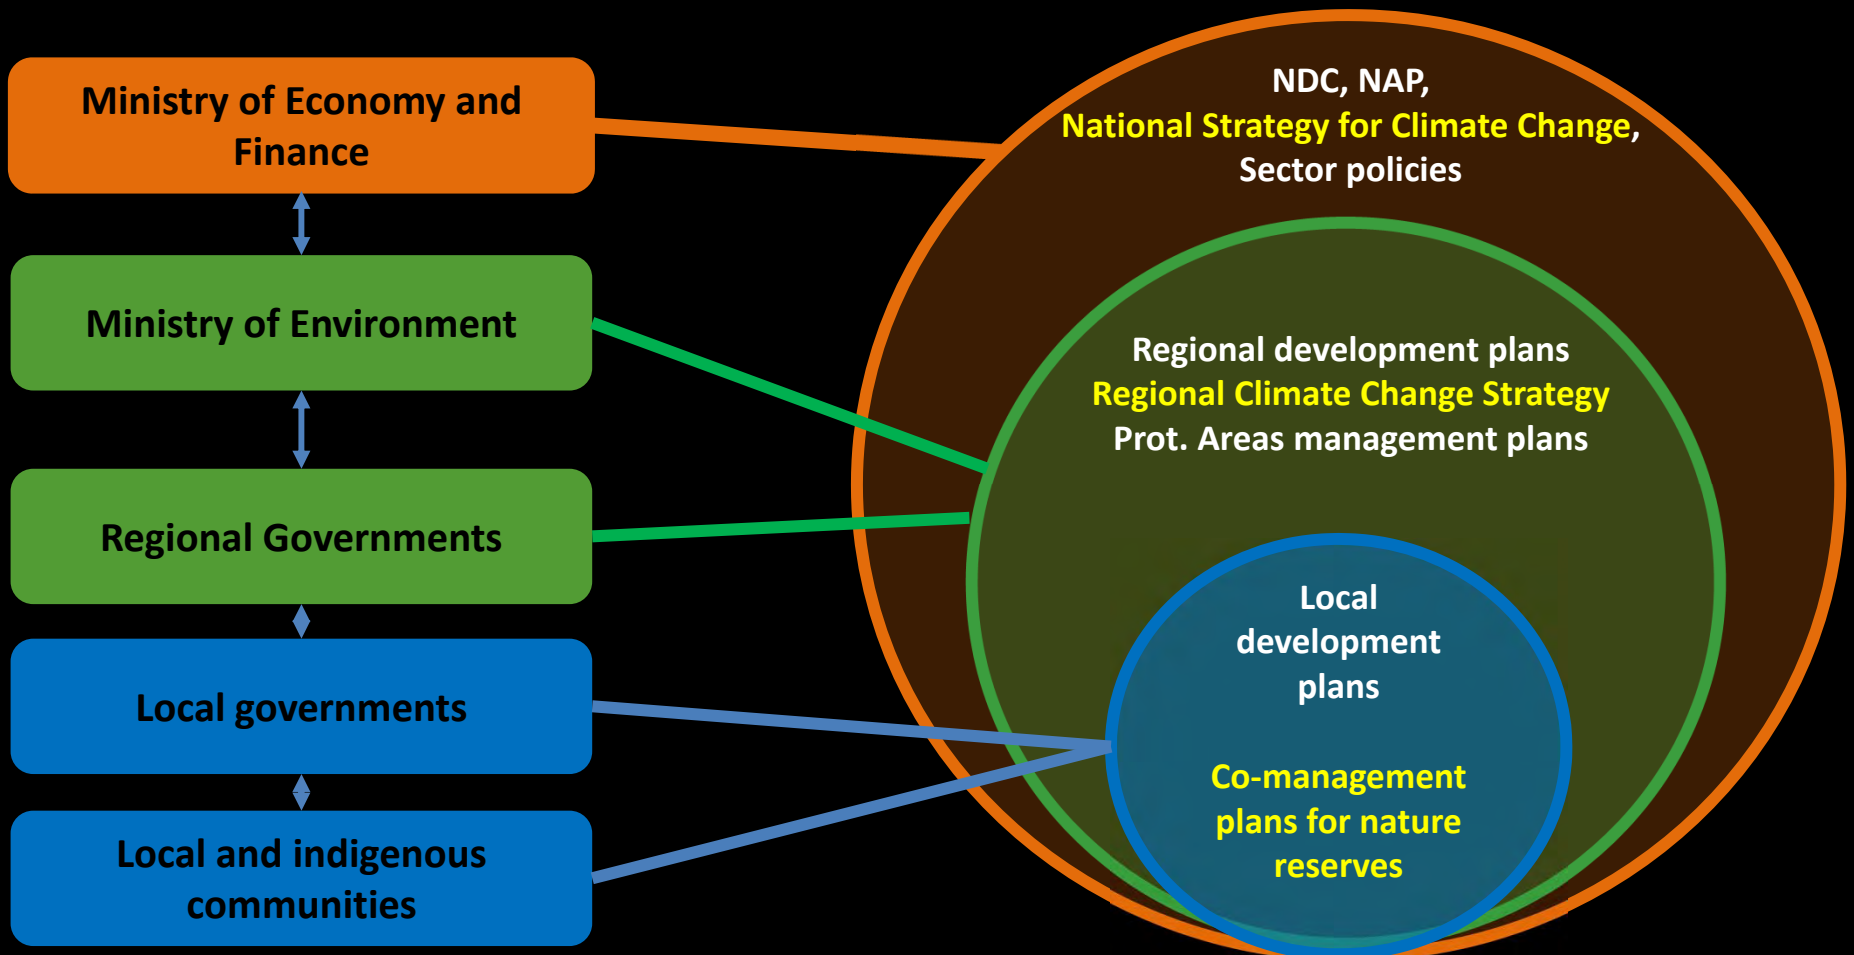 Ministry of Economy and
Finance
Ministry of Environment
Regional Governments
Local governments
Local and indigenous
communities
NDC, NAP,
National Strategy for Climate Change,
Sector policies
Regional development plans
Regional Climate Change Strategy
Prot. Areas management plans
Local
development
plans
Co-management
plans for nature
reserves